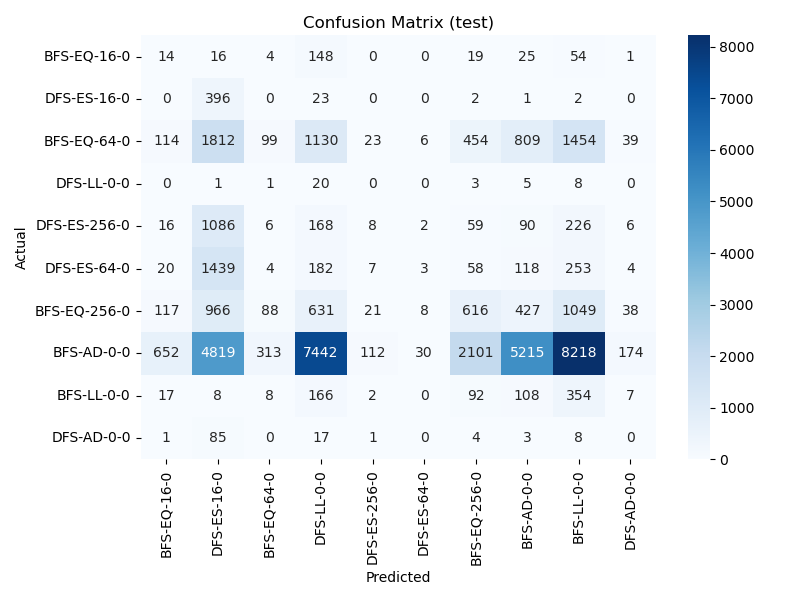 Confusion Matrix (test)
BFS-EQ-16-0 14 16 4 148 0 0 19 25 54 1
DFS-ES-16-0 0 396 0 23 0 0 2 1 2 0
BFS-EQ-64-0 114 1812 99 1130 23 6 454 809 1454 39
DFS-LL-0-0 0 1 1 20 0 0 3 5 8 0
DFS-ES-256-0 16 1086 6 168 8 2 59 90 226 6
DFS-ES-64-0 20 1439 4 182 7 3 58 118 253 4
BFS-EQ-256-0 117 966 88 631 21 8 616 427 1049 38
BFS-AD-0-0 652 4819 313 7442 112 30 2101 5215 8218 174
BFS-LL-0-0 17 8 8 166 2 0 92 108 354 7
DFS-AD-0-0 1 85 0 17 1 0 4 3 8 0
Actual
BFS-EQ-16-0
DFS-ES-16-0
BFS-EQ-64-0
DFS-LL-0-0
DFS-ES-256-0
DFS-ES-64-0
BFS-EQ-256-0
BFS-AD-0-0
BFS-LL-0-0
DFS-AD-0-0
Predicted
8000
7000
6000
5000
4000
3000
2000
1000
0